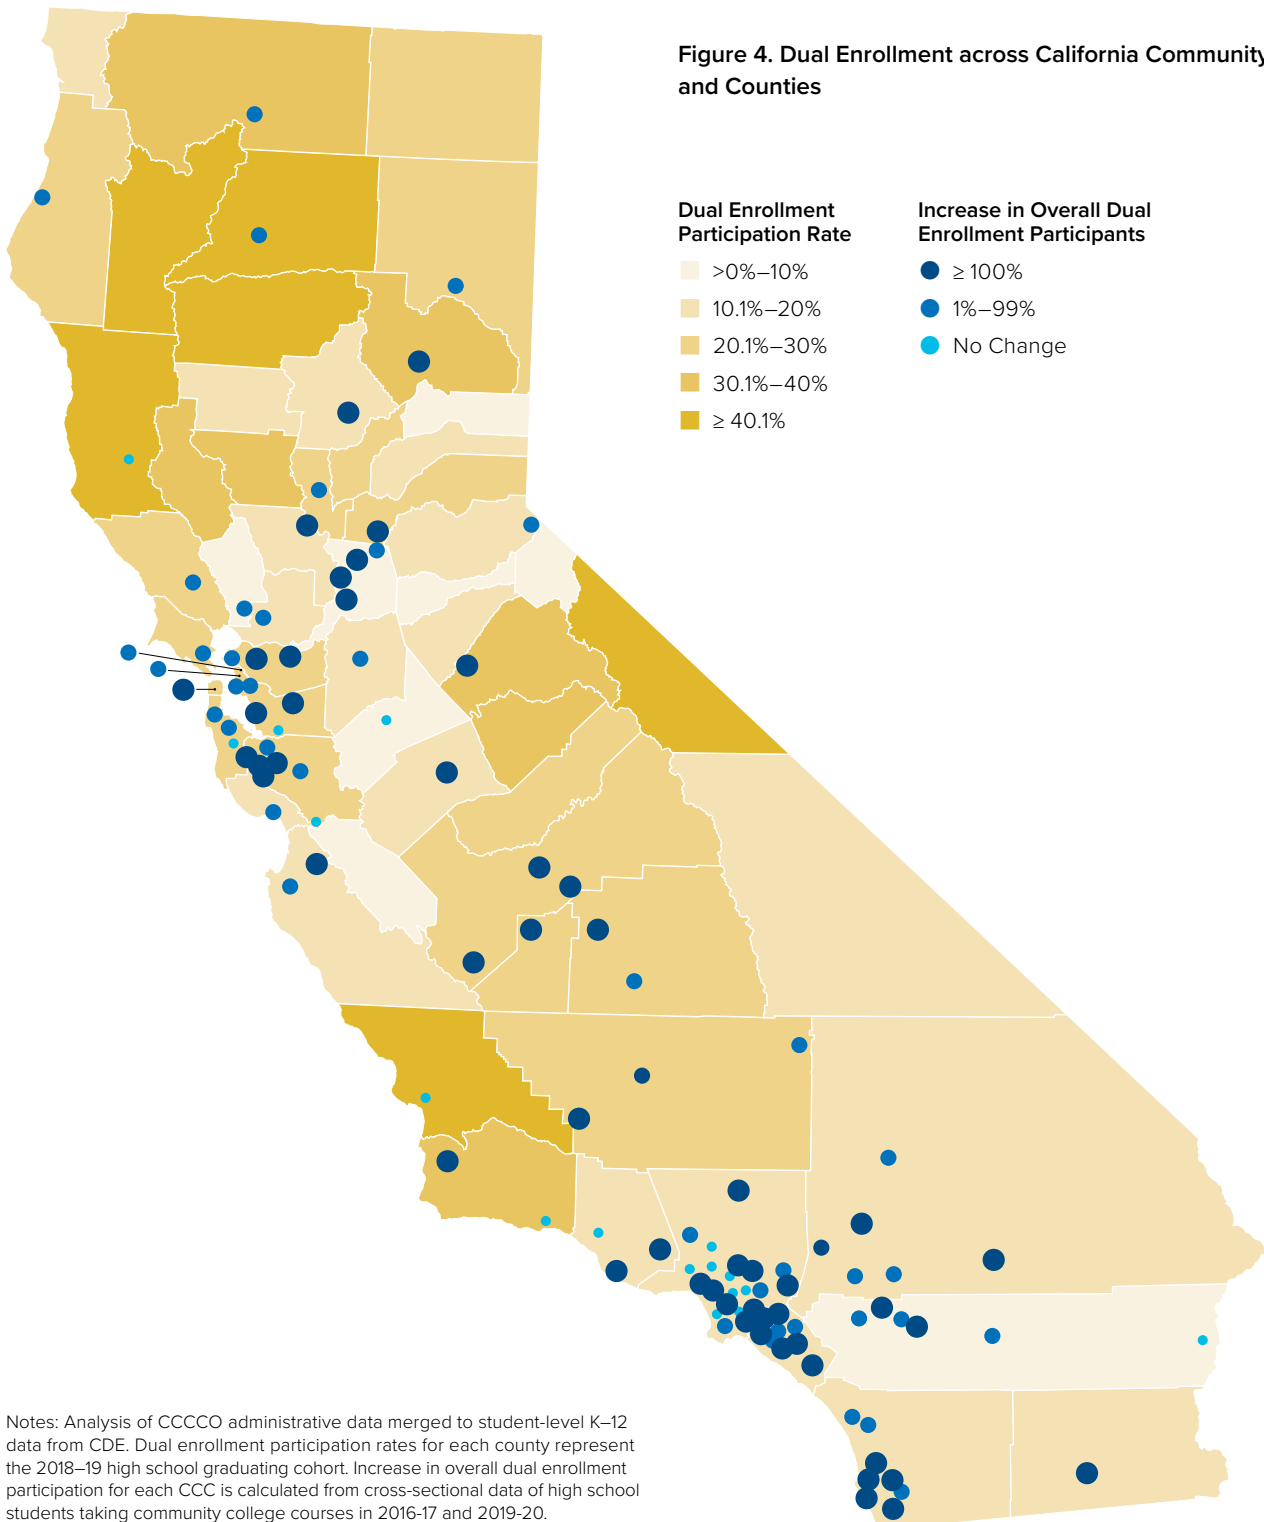 Figure 4. Dual Enrollment across California Community
and Counties
Dual Enrollment
Participation Rate
>0%–10%
10.1%–20%
20.1%–30%
30.1%–40%
≥ 40.1%
Increase in Overall Dual
Enrollment Participants
≥ 100%
1%–99%
No Change
Notes: Analysis of CCCCO administrative data merged to student-level K–12
data from CDE. Dual enrollment participation rates for each county represent
the 2018–19 high school graduating cohort. Increase in overall dual enrollment
participation for each CCC is calculated from cross-sectional data of high school
students taking community college courses in 2016-17 and 2019-20.